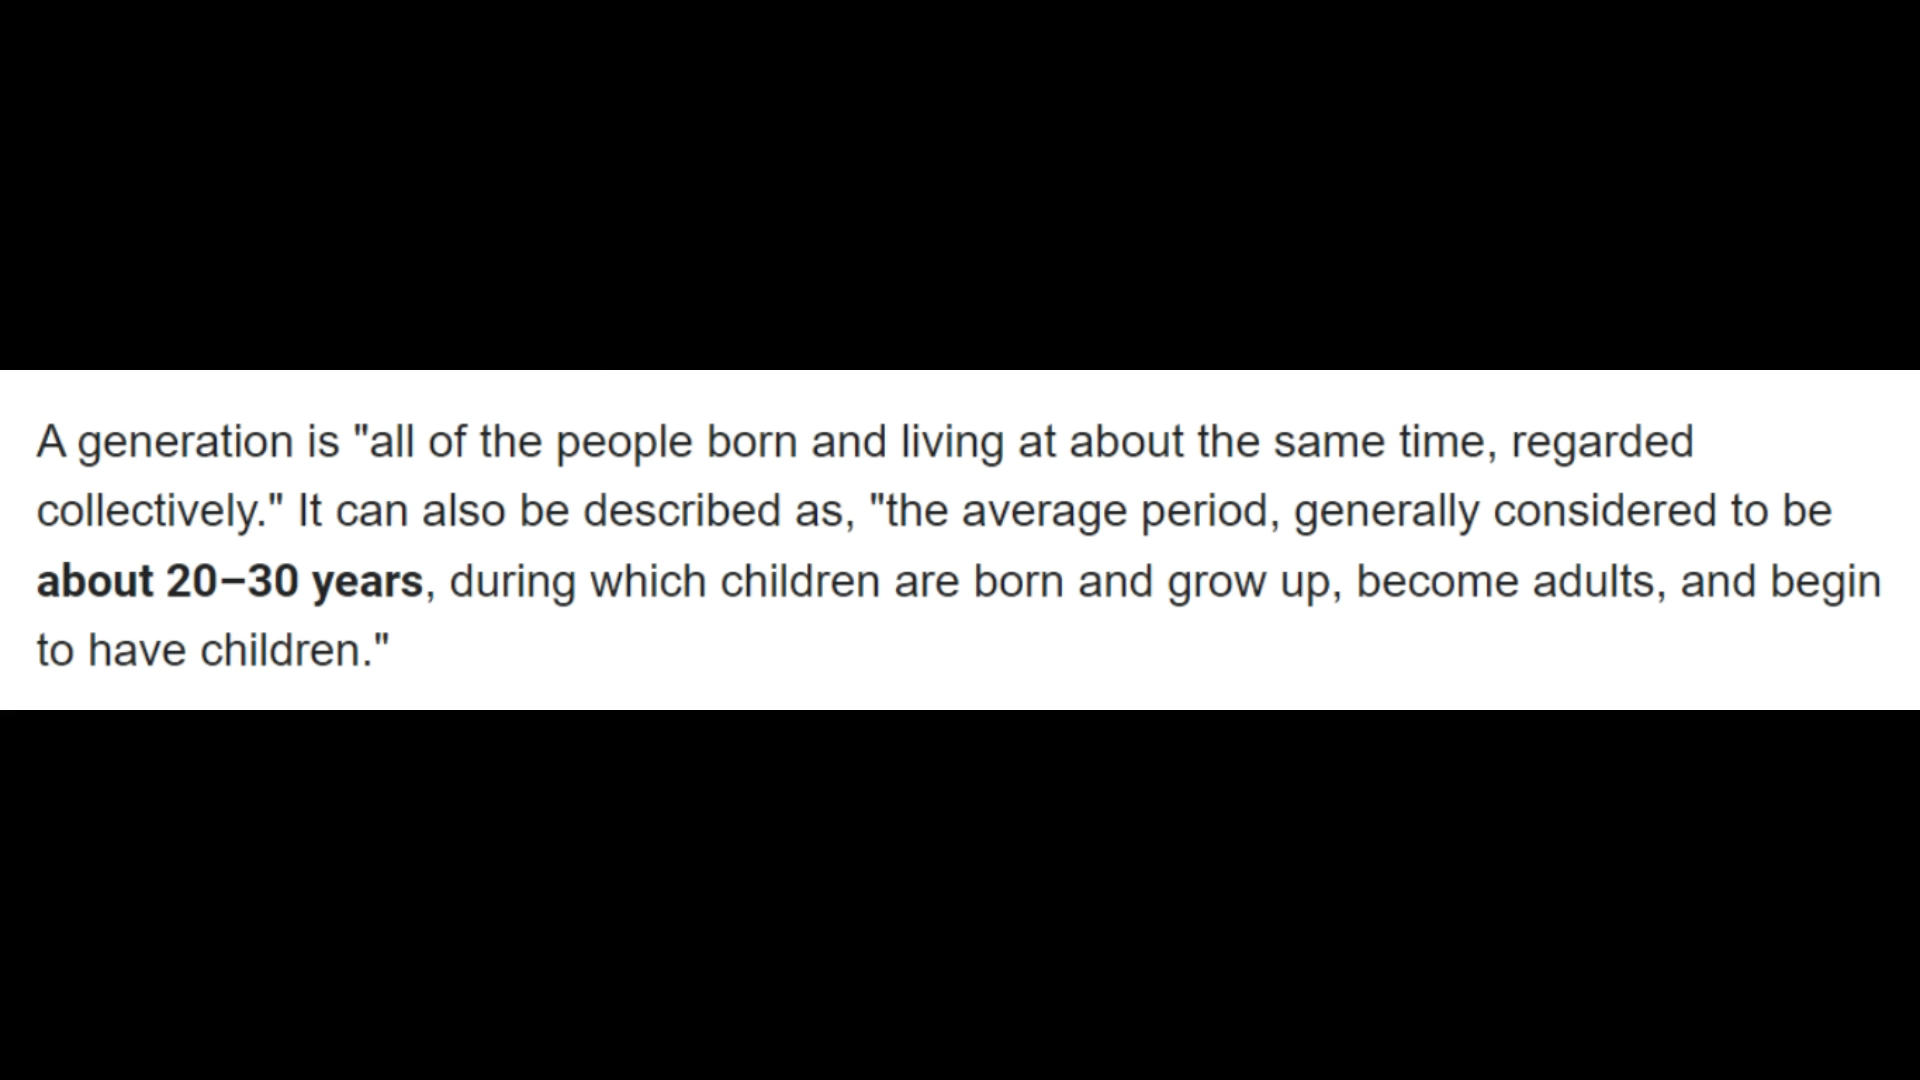 A generation is "all of the people born and living at about the same time, regarded
collectively." It can also be described as, "the average period, generally considered to be
about 20–30 years, during which children are born and grow up, become adults, and begin
to have children."